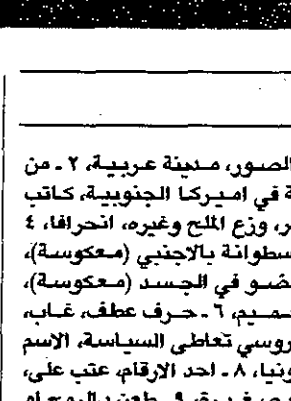 الصور، مدينة عربية، ٢ ـ من
ة في اميركا الجنوبية، كاتب
ر، وزع الملح وغيره، انحرافا، ٤
سطوانة بالاجنبي (معكوسة)،
ضو في الجسد (معكوسة)،
صميم، ٦ ـ حرف عطف، غاب،
روسي تعاطى السياسة، الاسم
ونيا، ٨ ـ احد الارقام، عتب على،